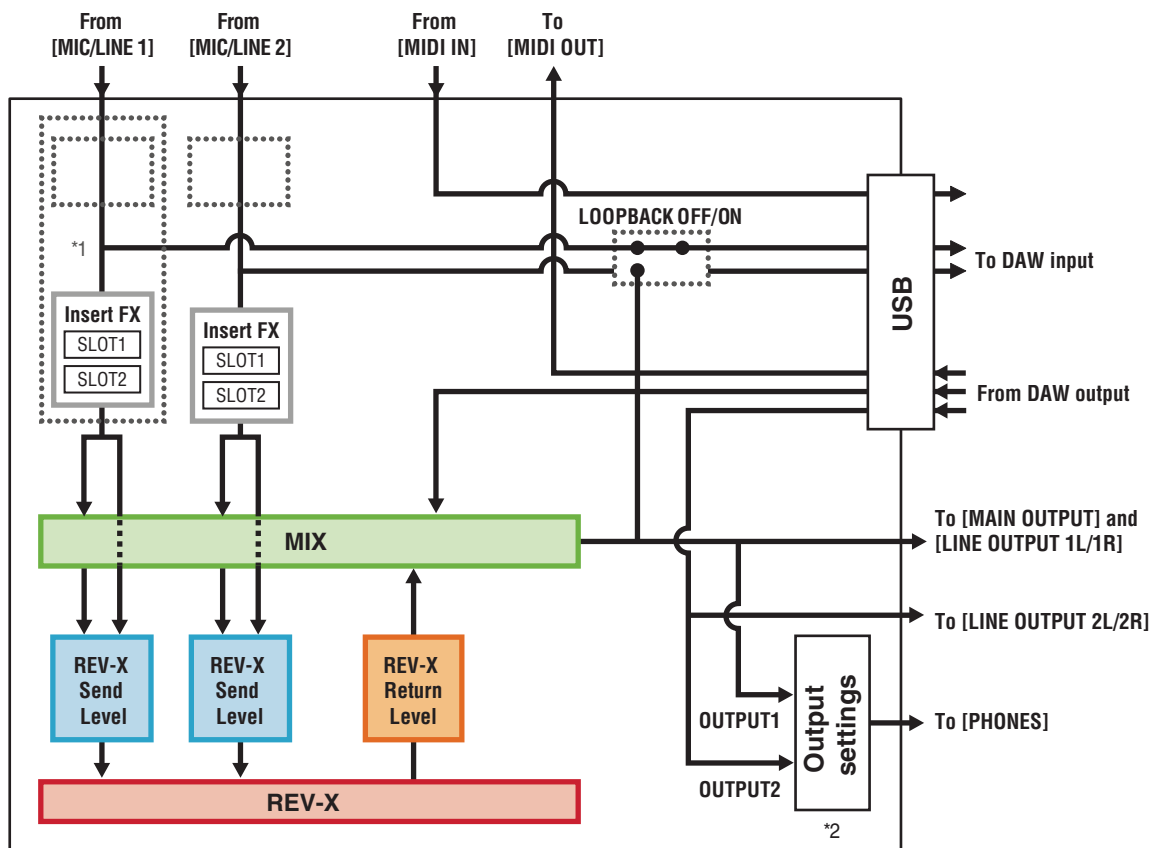 From
[MIC/LINE 1]
From
[MIC/LINE 2]
From
[MIDI IN]
To
[MIDI OUT]
LOOPBACK OFF/ON
*1
To DAW input
USB
Insert FX
SLOT1
SLOT2
Insert FX
SLOT1
SLOT2
From DAW output
MIX
To [MAIN OUTPUT] and
[LINE OUTPUT 1L/1R]
To [LINE OUTPUT 2L/2R]
REV-X
Send
Level
REV-X
Send
Level
REV-X
Return
Level
OUTPUT1
Output
settings
To [PHONES]
OUTPUT2
REV-X
*2